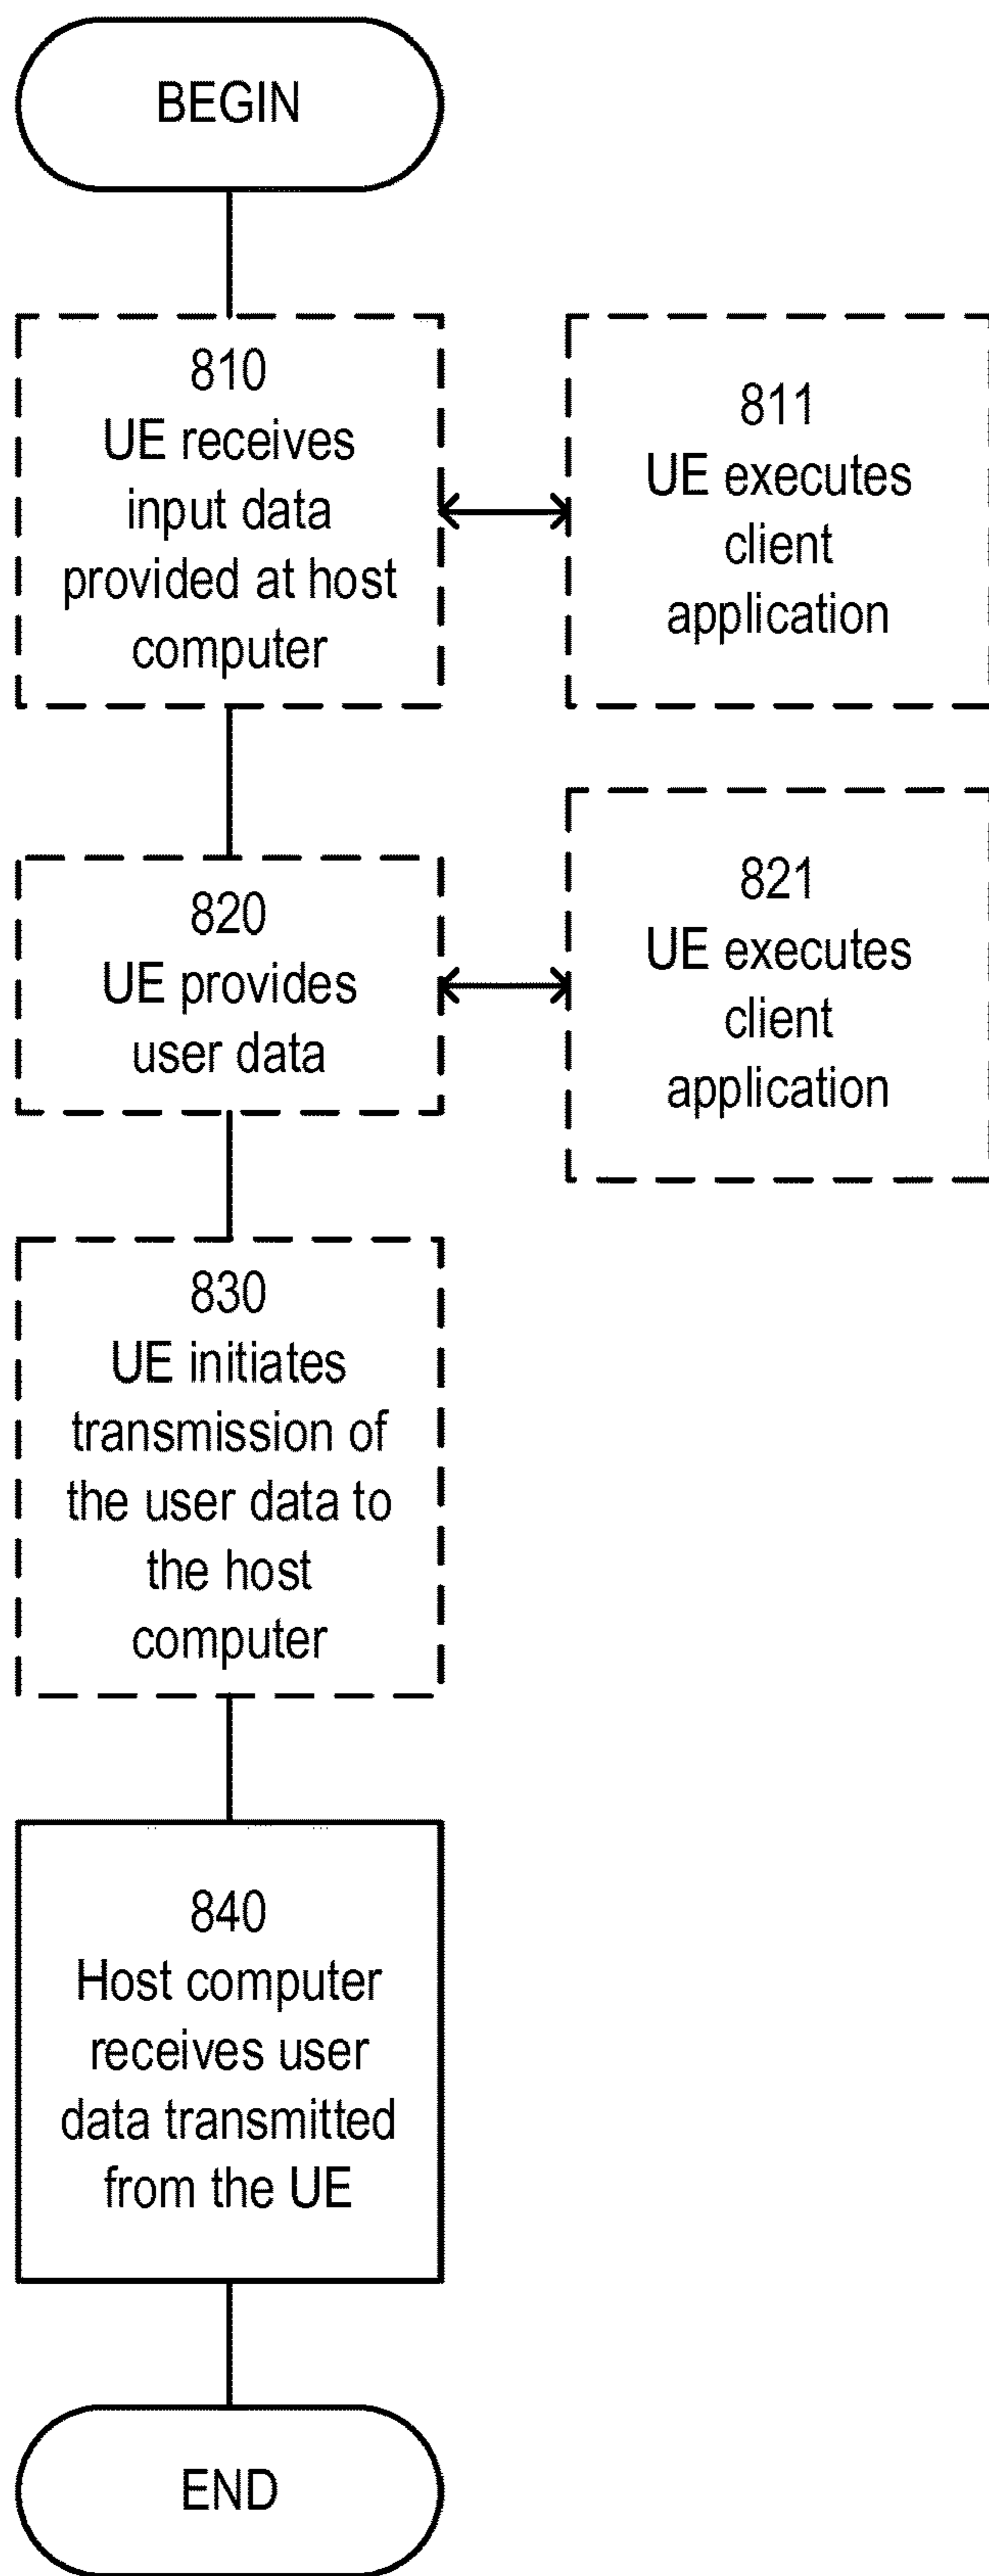 BEGIN
810
UE receives
input data
provided at host
computer
811
UE executes
client
application
820
UE provides
user data
821
UE executes
client
application
830
UE initiates
transmission of
the user data to
the host
computer
840
Host computer
receives user
data transmitted
from the UE
END